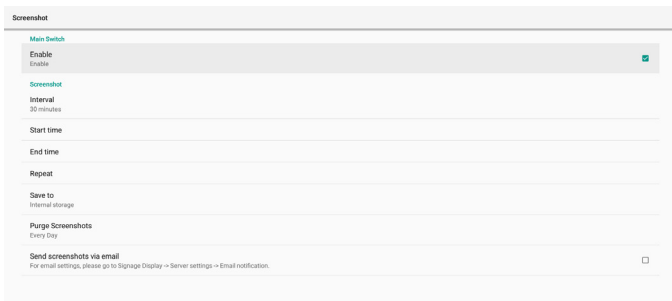 Screenshot
Main Switch
Enable
Enable
Screenshot
Interval
30 minutes
Start time
End time
Repeat
Save to
Internal storage
Purge Screenshots
Every Day
Send screenshots via email
For email settings, please go to Signage Display -> Server settings -> Email notification.